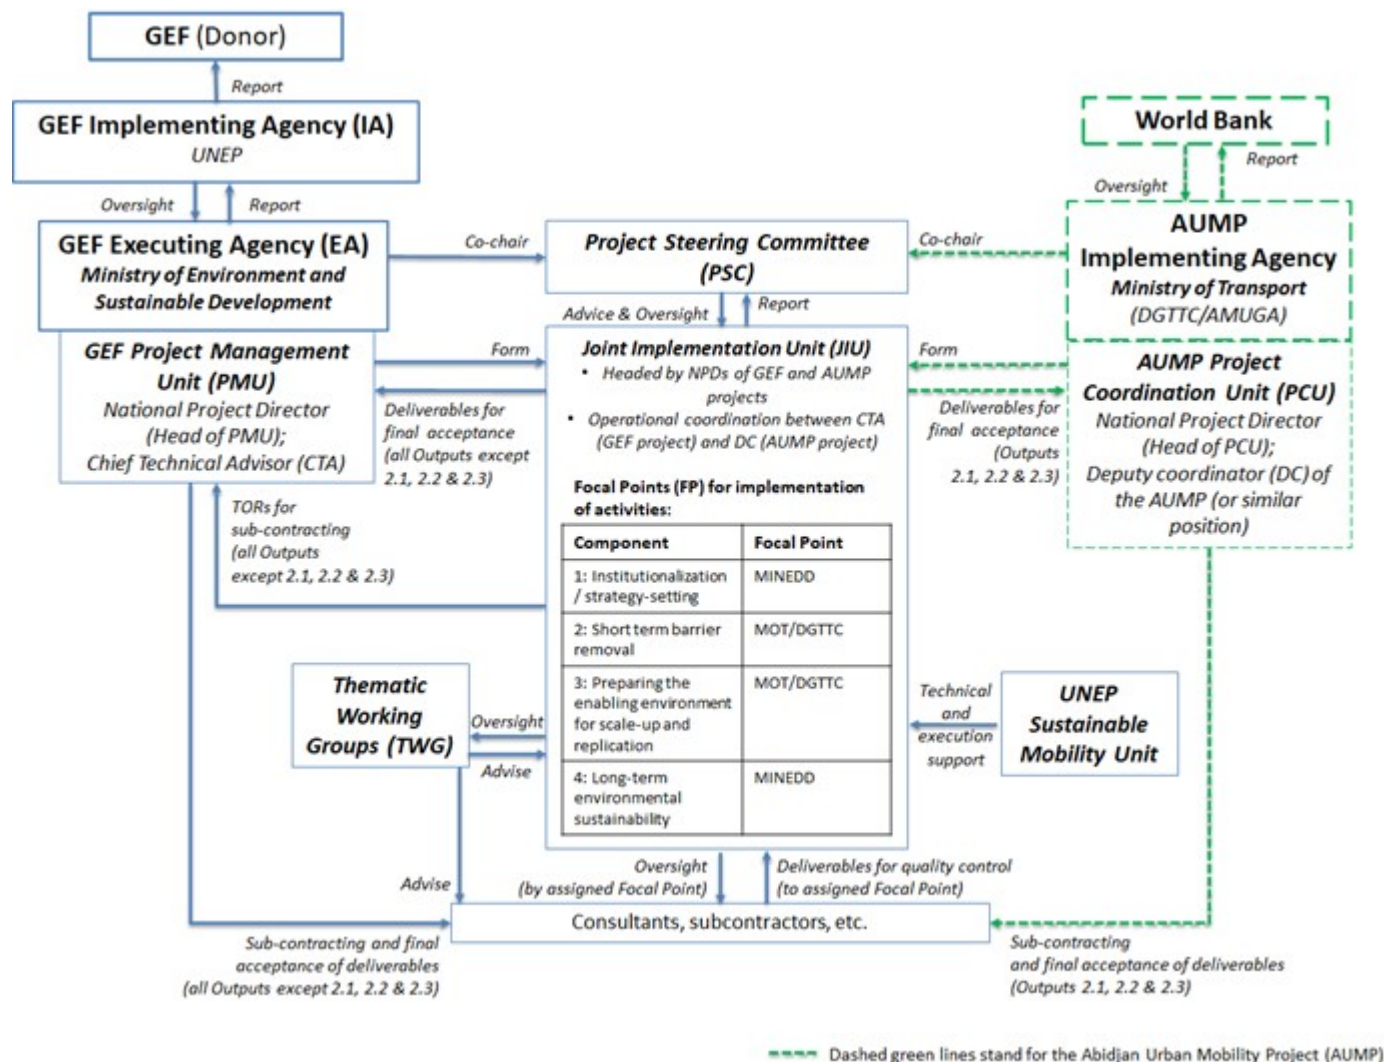 GEF (Donor)
Report
GEF Implementing Agency (IA)
UNEP
Oversight
Report
GEF Executing Agency (EA)
Ministry of Environment and
Sustainable Development
GEF Project Management
Unit (PMU)
National Project Director
(Head of PMU);
Chief Technical Advisor (CTA)
Co-chair
Form
Deliverables for
final acceptance
(all Outputs except
2.1, 2.2 & 2.3)
TORs for
sub-contracting
(all Outputs
except 2.1, 2.2 & 2.3)
Project Steering Committee
(PSC)
Advice & Oversight
Report
Joint Implementation Unit (JIU)
• Headed by NPDs of GEF and AUMP
projects
• Operational coordination between CTA
(GEF project) and DC (AUMP project)
Focal Points (FP) for implementation
of activities:
Component
Focal Point
1: Institutionalization
/ strategy-setting
MINEDD
2: Short term barrier
removal
MOT/DGTTC
3: Preparing the
enabling environment
for scale-up and
replication
MOT/DGTTC
4: Long-term
environmental
sustainability
MINEDD
World Bank
Oversight
Report
AUMP
Implementing Agency
Ministry of Transport
(DGTTC/AMUGA)
AUMP Project
Coordination Unit (PCU)
National Project Director
(Head of PCU);
Deputy coordinator (DC) of
the AUMP (or similar
position)
Co-chair
Form
Deliverables for
final acceptance
(Outputs
2.1, 2.2 & 2.3)
Thematic
Working
Groups (TWG)
Oversight
Advise
Advise
Technical
and
execution
support
UNEP
Sustainable
Mobility Unit
Oversight
(by assigned Focal Point)
Deliverables for quality control
(to assigned Focal Point)
Consultants, subcontractors, etc.
Sub-contracting and final
acceptance of deliverables
(all Outputs except 2.1, 2.2 & 2.3)
Sub-contracting
and final acceptance of deliverables
(Outputs 2.1, 2.2 & 2.3)
Dashed green lines stand for the Abidjan Urban Mobility Project (AUMP)